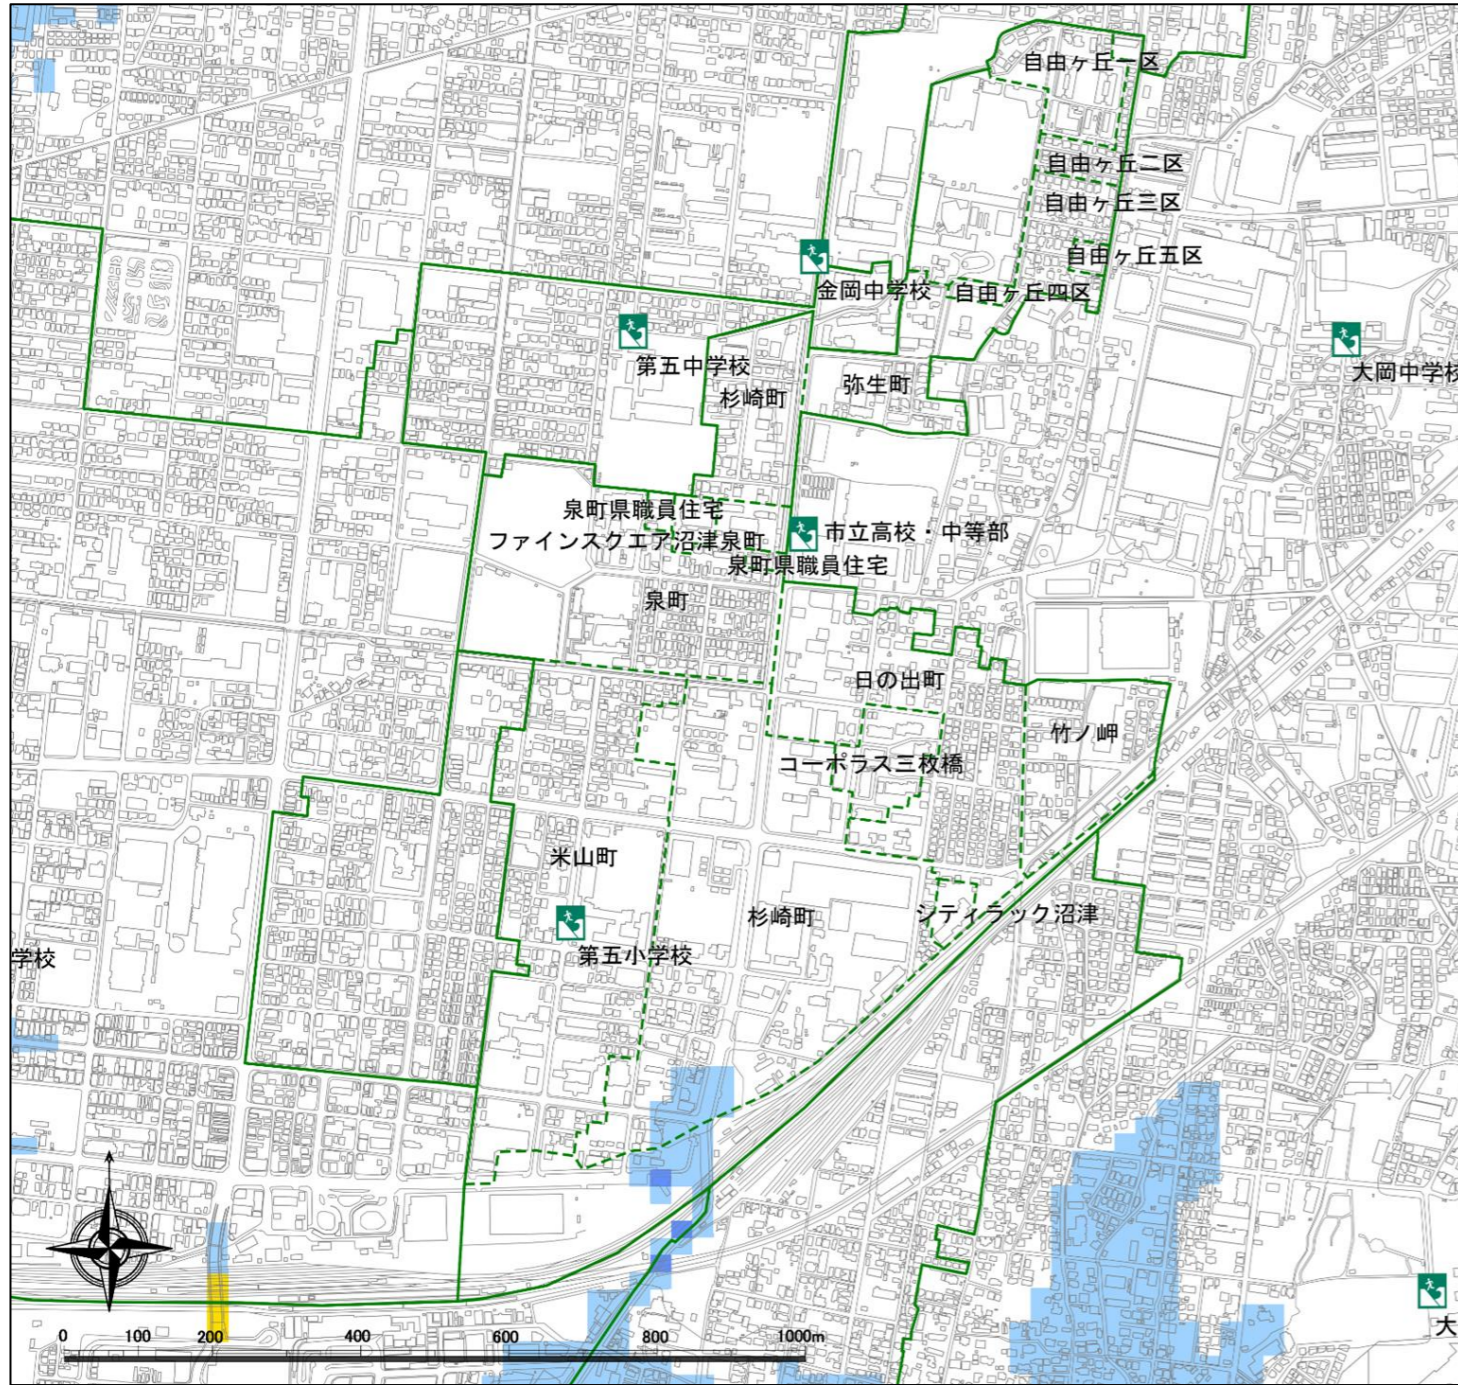 自由ヶ丘一区
自由ヶ丘二区
自由ヶ丘三区
自由ヶ丘五区
金岡中学校
自由ヶ丘四区
第五中学校
大岡中学校
弥生町
杉崎町
泉町県職員住宅
市立高校・中等部
ファインスクエア沼津泉町
泉町県職員住宅
泉町
日の出町
竹ノ岬
コーポラス三枚橋
米山町
杉崎町
シティラック沼津
第五小学校
学校
大
0 100 200 400 600 800 1000m